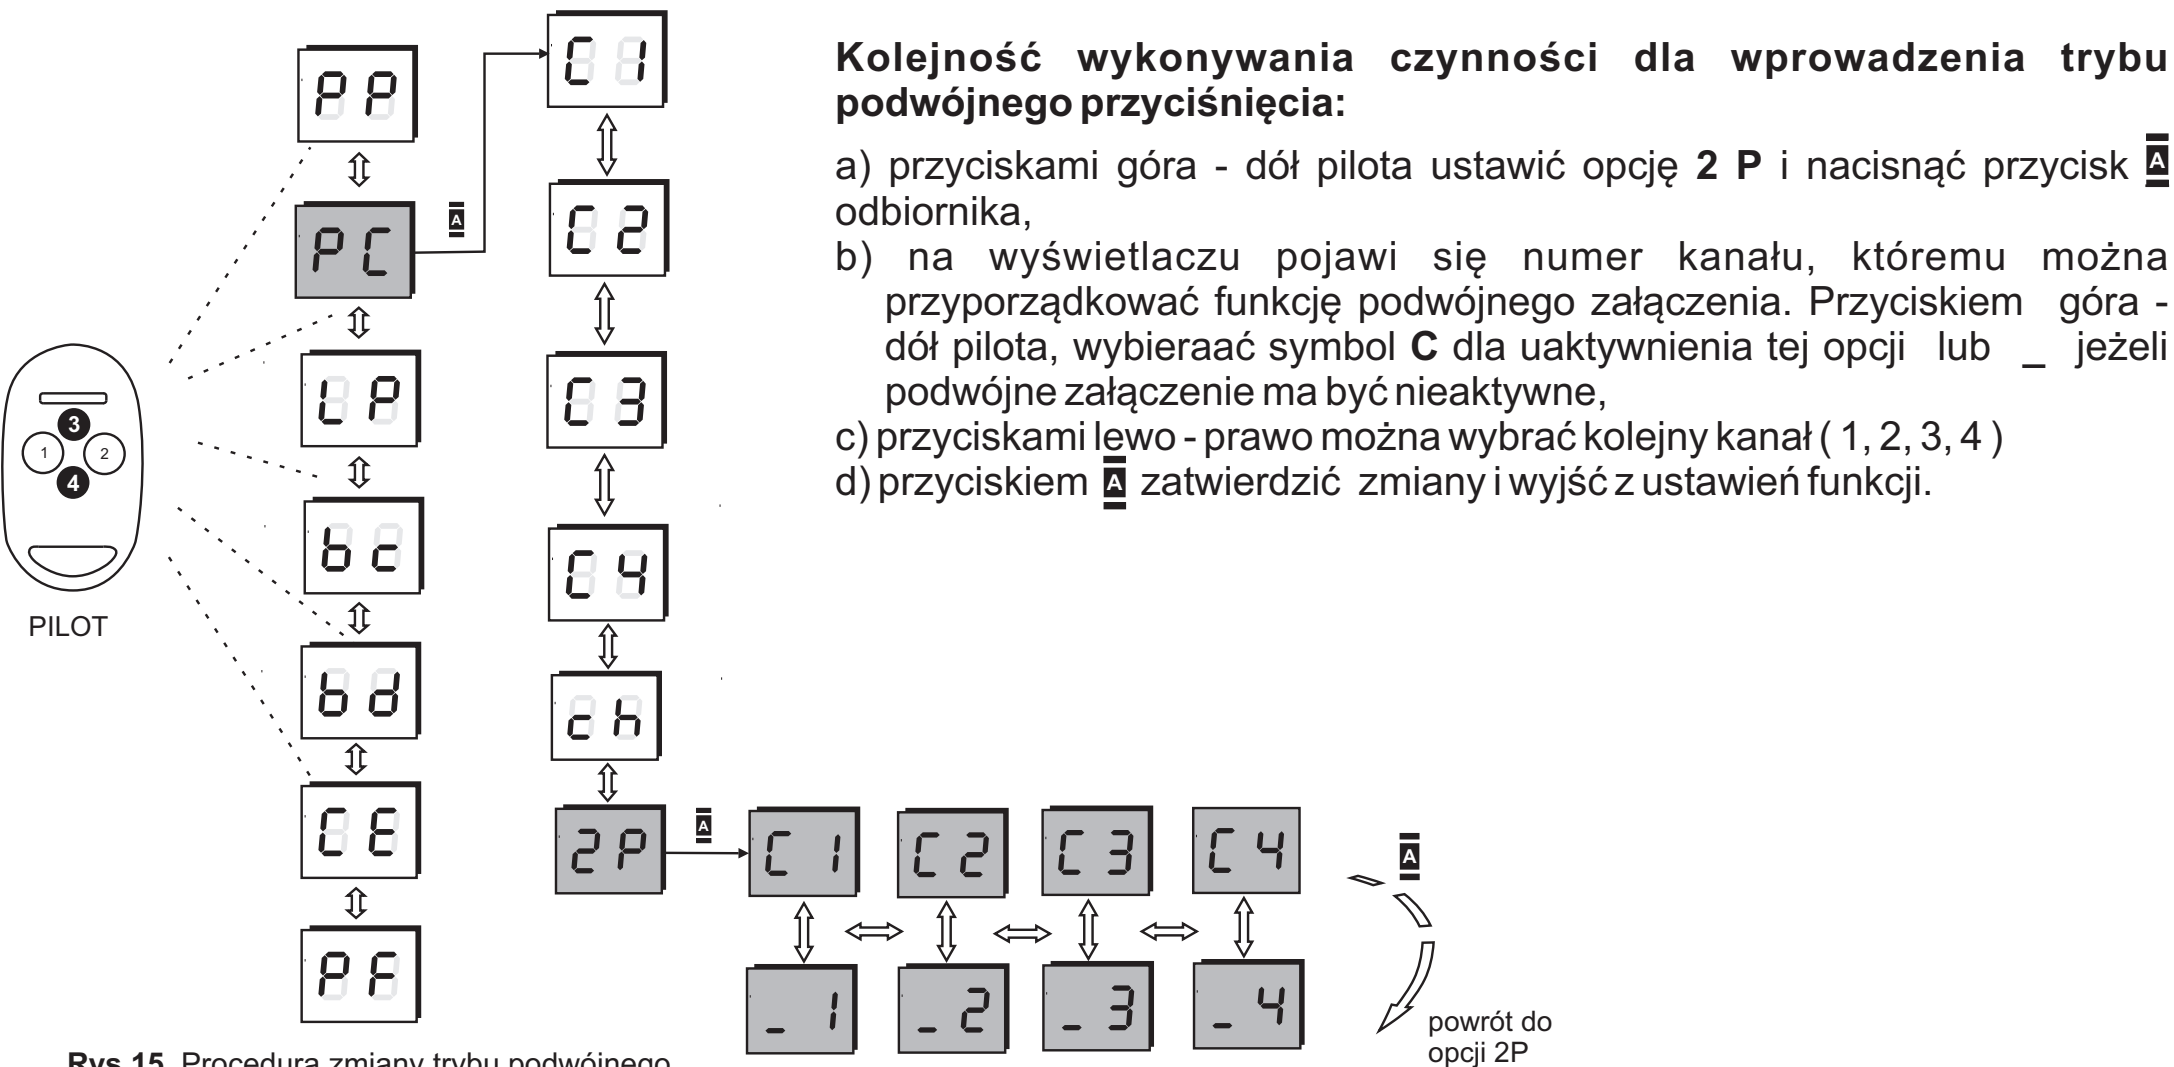 Kolejność wykonywania czynności dla wprowadzenia trybu
podwójnego przyciśnięcia:
a) przyciskami góra - dół pilota ustawić opcję 2 P i nacisnąć przycisk A
odbiornika,
b) na wyświetlaczu pojawi się numer kanału, któremu można
przyporządkować funkcję podwójnego załączenia. Przyciskiem góra -
dół pilota, wybieraać symbol C dla uaktywnienia tej opcji lub _ jeżeli
podwójne załączenie ma być nieaktywne,
c) przyciskami lewo - prawo można wybrać kolejny kanał ( 1, 2, 3, 4 )
d) przyciskiem A zatwierdzić zmiany i wyjść z ustawień funkcji.
PP
PC
A
LP
bc
bd
CE
PF
C1
C2
C3
C4
ch
2P
A
C1
C2
C3
C4
A
_1
_2
_3
_4
powrót do
opcji 2P
3
1
2
4
PILOT
Rys 15. Procedura zmiany trybu podwójnego